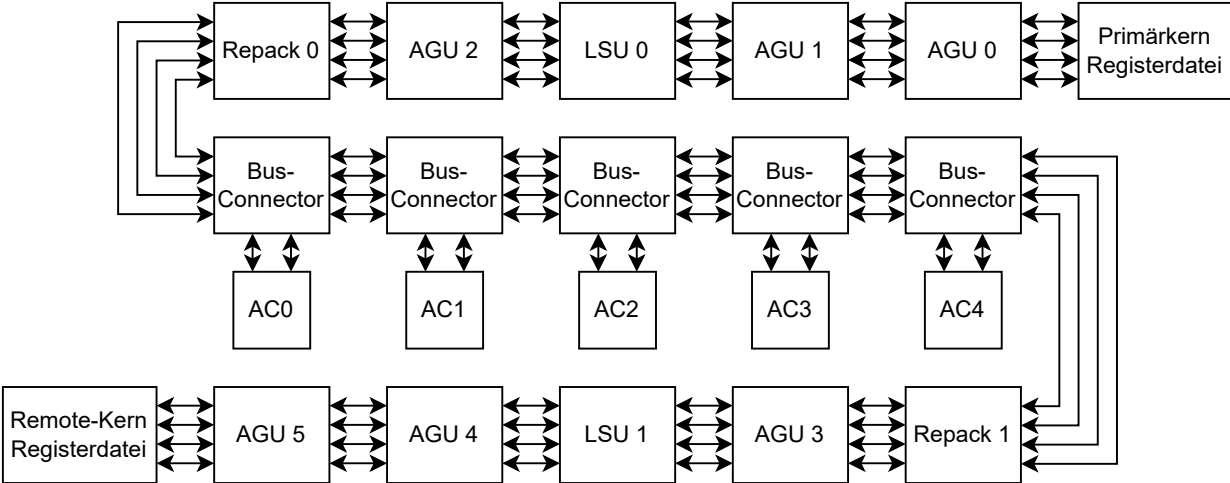 Repack 0
AGU 2
LSU 0
AGU 1
AGU 0
Primärkern
Registerdatei
Bus-
Connector
Bus-
Connector
Bus-
Connector
Bus-
Connector
Bus-
Connector
AC0
AC1
AC2
AC3
AC4
Remote-Kern
Registerdatei
AGU 5
AGU 4
LSU 1
AGU 3
Repack 1